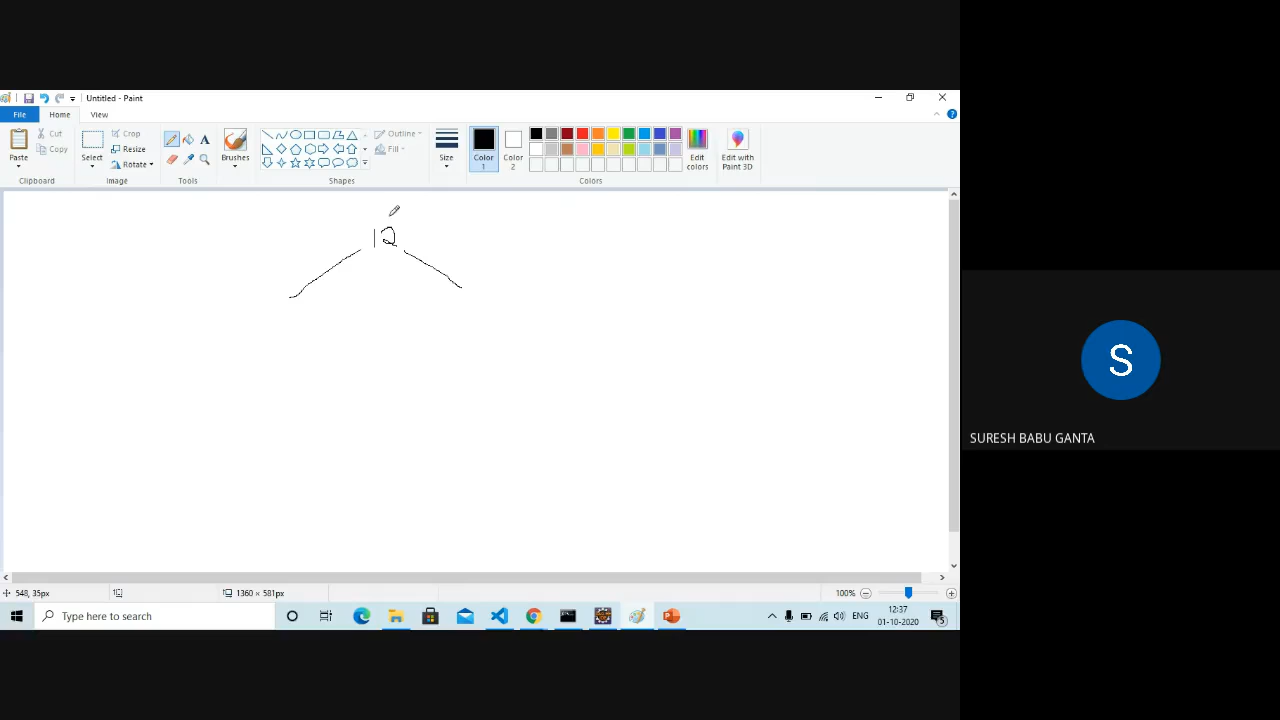 Untitled - Paint
File Home View
Paste
Cut
Copy
Clipboard
Select
Crop
Resize
Rotate
Image
A
Tools
Brushes
Outline
Fill
Shapes
Size
Color 1
Color 2
Edit colors
Colors
Edit with Paint 3D
12
S
SURESH BABU GANTA
548, 35px
1360 × 581px
100%
Type here to search
ENG
12:37
01-10-2020
5